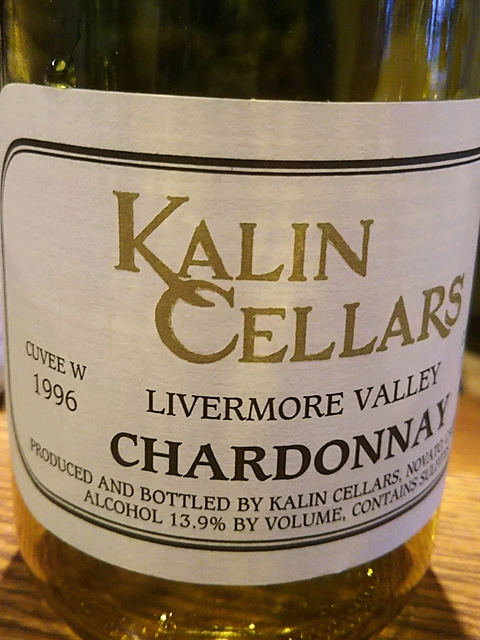 KALIN
CELLARS
CUVEE W
1996
LIVERMORE VALLEY
CHARDONNAY
PRODUCED AND BOTTLED BY KALIN CELLARS, NOVATO,
ALCOHOL 13.9% BY VOLUME, CONTAINS